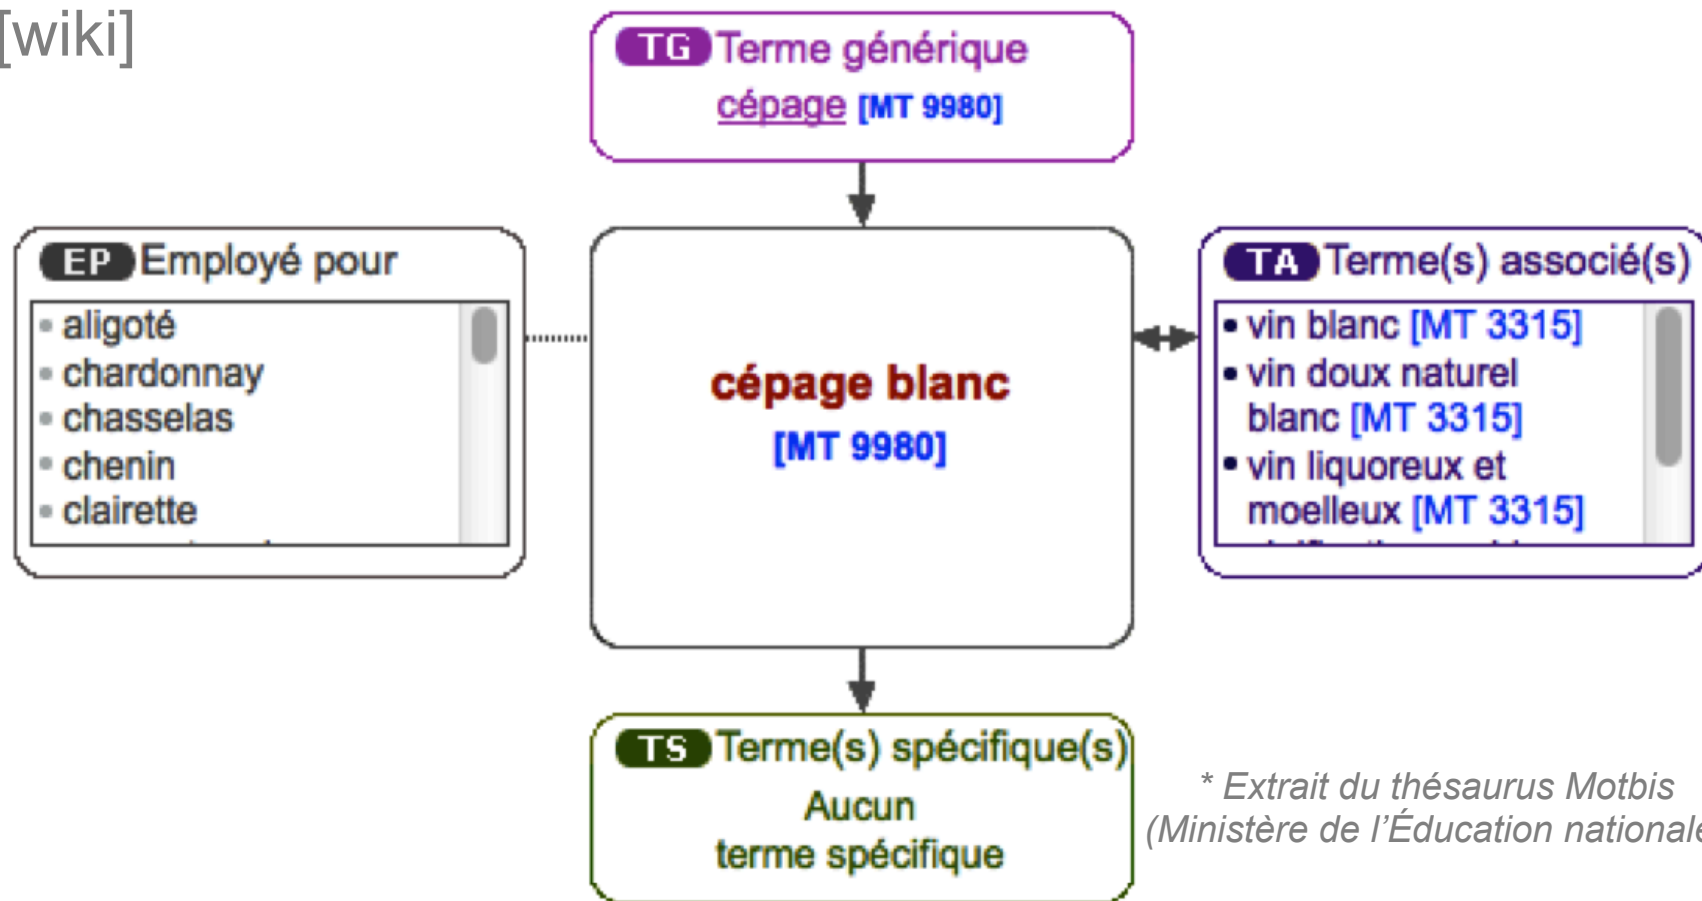 [wiki]
TG Terme générique
cépage [MT 9980]
EP Employé pour
aligoté
chardonnay
chasselas
chenin
clairette
cépage blanc
[MT 9980]
TA Terme(s) associé(s)
vin blanc [MT 3315]
vin doux naturel
blanc [MT 3315]
vin liquoreux et
moelleux [MT 3315]
TS Terme(s) spécifique(s)
Aucun
terme spécifique
* Extrait du thésaurus Motbis
(Ministère de l'Éducation nationale